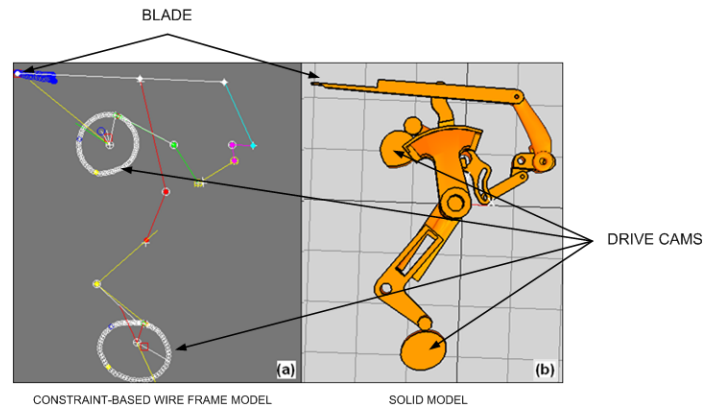 BLADE
DRIVE CAMS
(a)
(b)
CONSTRAINT-BASED WIRE FRAME MODEL
SOLID MODEL